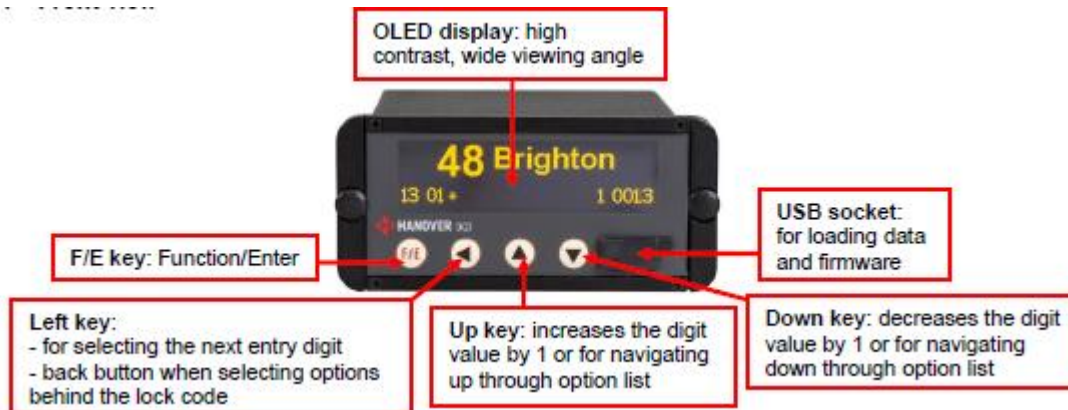 OLED display: high
contrast, wide viewing angle
48 Brighton
13 01+
1 0013
HANOVER
F/E
USB socket:
for loading data
and firmware
F/E key: Function/Enter
Left key:
- for selecting the next entry digit
- back button when selecting options
behind the lock code
Up key: increases the digit
value by 1 or for navigating
up through option list
Down key: decreases the digit
value by 1 or for navigating
down through option list